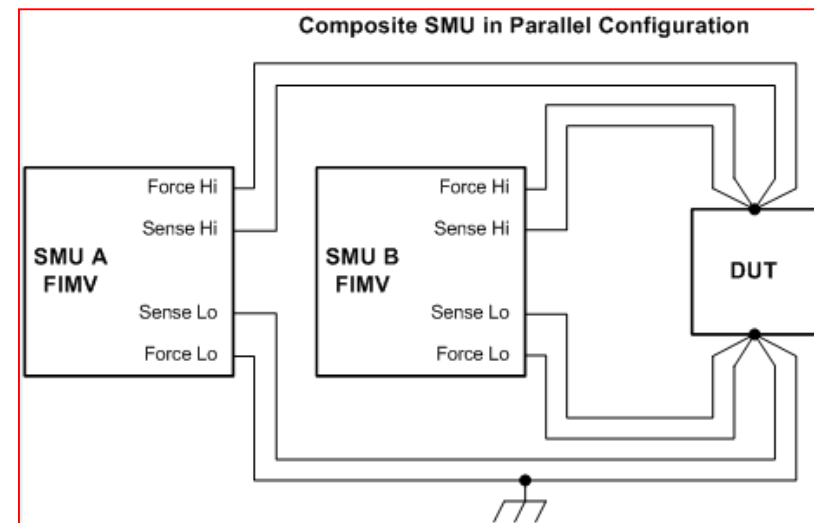 Composite SMU in Parallel Configuration
Force Hi
Sense Hi
SMU A
FIMV
Sense Lo
Force Lo
Force Hi
Sense Hi
SMU B
FIMV
Sense Lo
Force Lo
DUT